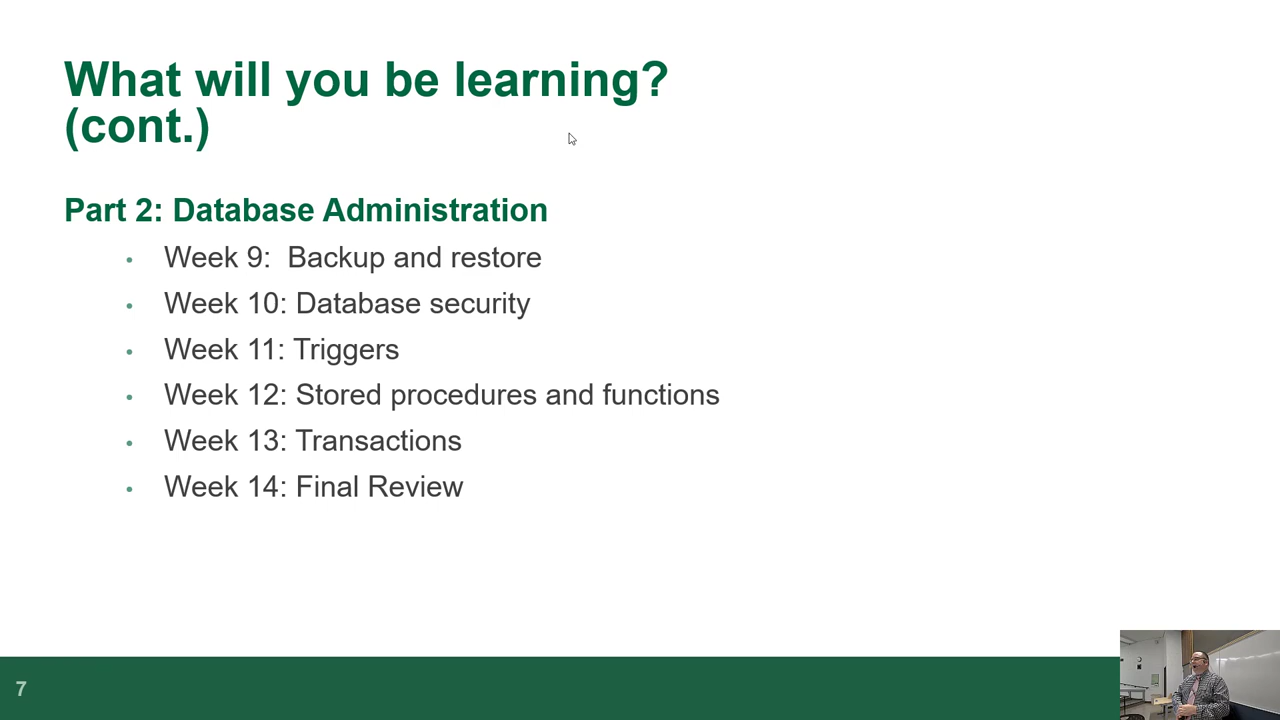 What will you be learning?
(cont.)
Part 2: Database Administration
• Week 9:  Backup and restore
• Week 10: Database security
• Week 11: Triggers
• Week 12: Stored procedures and functions
• Week 13: Transactions
• Week 14: Final Review
7